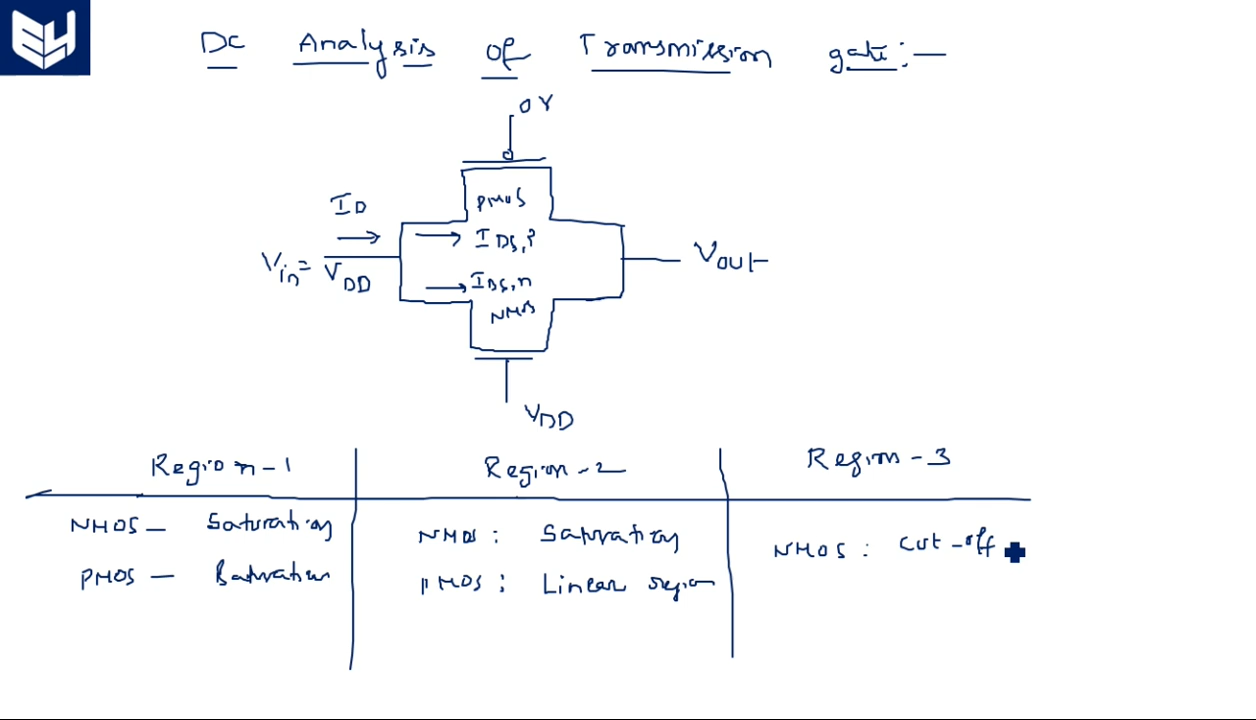 DC Analysis of Transmission gate:-
0V
ID
PMOS
IDS,P
Vin = VDD
Vout
IDS,n
NMOS
VDD
Region-1 Region-2 Region-3
NMOS - Saturation NMOS: Saturation NMOS: cut-off
PMOS - Saturation PMOS: Linear region